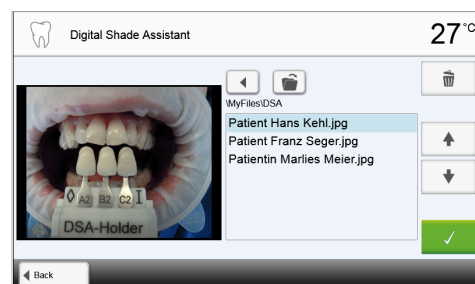 Digital Shade Assistant
27°C
\MyFiles\DSA
Patient Hans Kehl.jpg
Patient Franz Seger.jpg
Patientin Marlies Meier.jpg
A2 B2 C2
DSA-Holder
Back